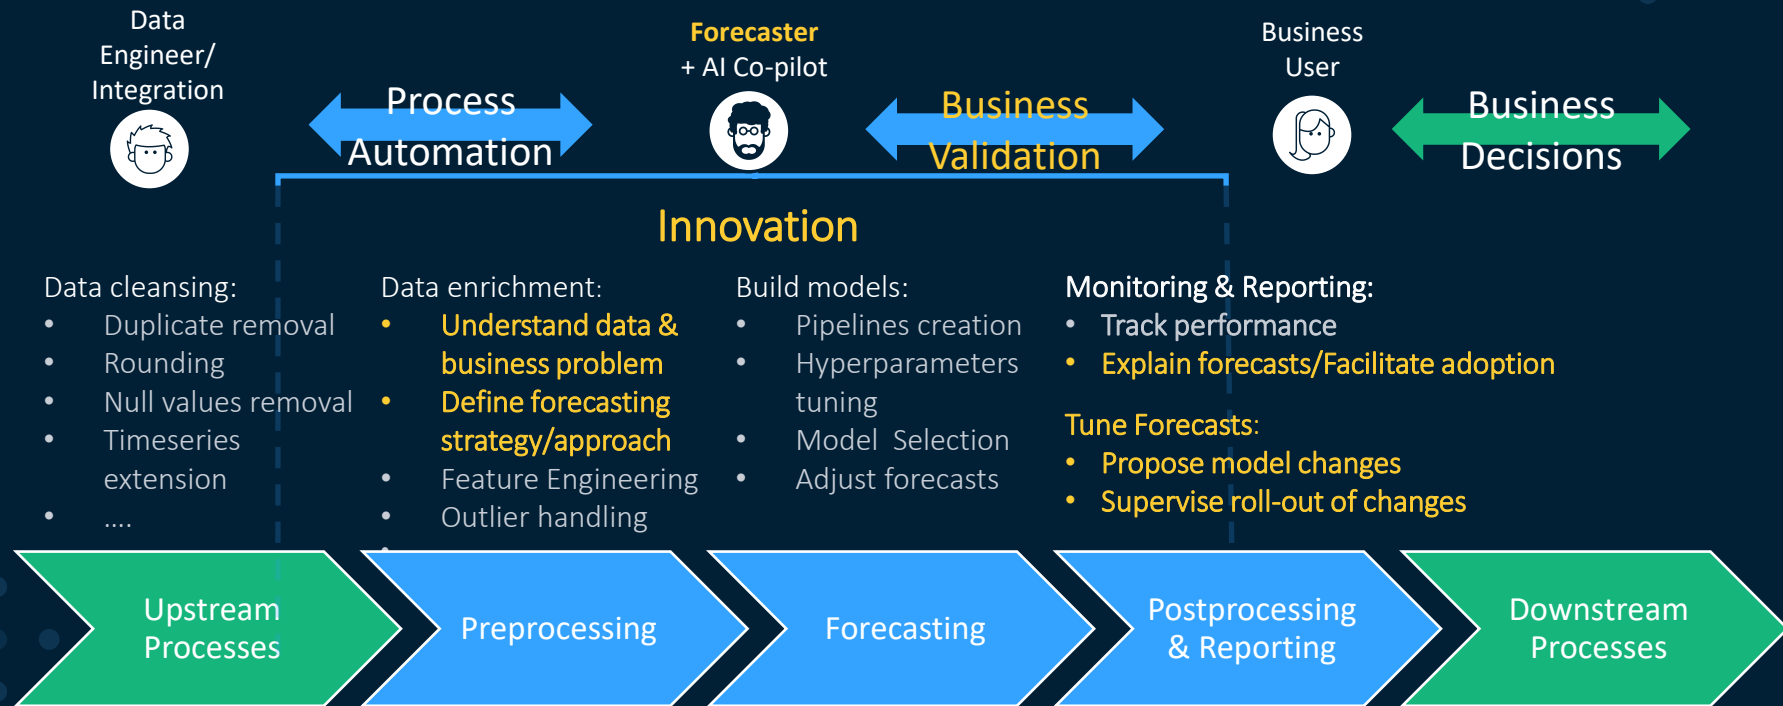 Data
Engineer/
Integration
Process
Automation
Forecaster
+ AI Co-pilot
Business
Validation
Business
User
Business
Decisions
Innovation
Data cleansing:
• Duplicate removal
• Rounding
• Null values removal
• Timeseries
extension
• ....
Data enrichment:
• Understand data &
business problem
• Define forecasting
strategy/approach
• Feature Engineering
• Outlier handling
•
Build models:
• Pipelines creation
• Hyperparameters
tuning
• Model Selection
• Adjust forecasts
Monitoring & Reporting:
• Track performance
• Explain forecasts/Facilitate adoption
Tune Forecasts:
• Propose model changes
• Supervise roll-out of changes
Upstream
Processes
Preprocessing
Forecasting
Postprocessing
& Reporting
Downstream
Processes